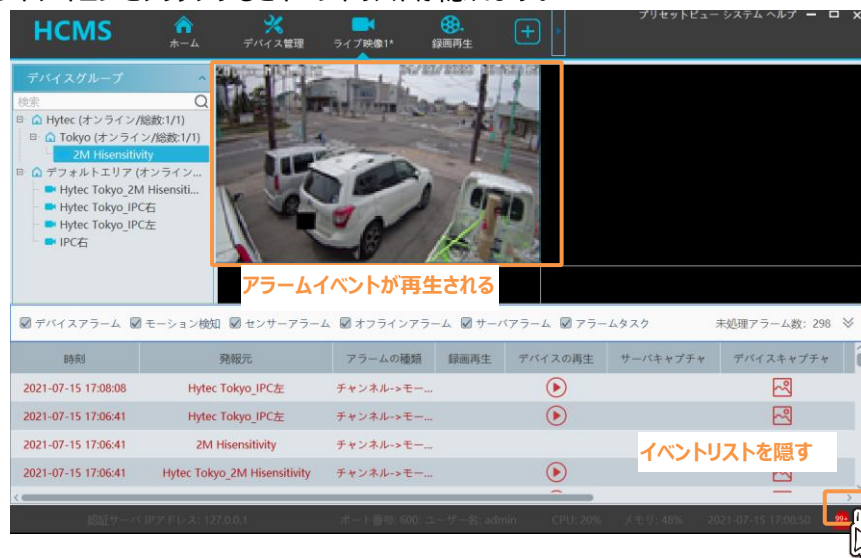 HCMS
ホーム
デバイス管理
ライブ映像1*
録画再生
プリセットビュー システム ヘルプ
デバイスグループ
検索
Hytec (オンライン/総数:1/1)
Tokyo (オンライン/総数:1/1)
2M Hisensitivity
デフォルトエリア (オンライン...
Hytec Tokyo_2M Hisensiti...
Hytec Tokyo_IPC右
Hytec Tokyo_IPC左
IPC右
アラームイベントが再生される
デバイスアラーム モーション検知 センサーアラーム オフラインアラーム サーバアラーム アラームタスク 未処理アラーム数: 298
時刻 発報元 アラームの種類 録画再生 デバイスの再生 サーバキャプチャ デバイスキャプチャ
2021-07-15 17:08:08 Hytec Tokyo_IPC左 チャンネル->モー...
2021-07-15 17:06:41 Hytec Tokyo_IPC左 チャンネル->モー...
2021-07-15 17:06:41 2M Hisensitivity チャンネル->モー...
イベントリストを隠す
2021-07-15 17:06:41 Hytec Tokyo_2M Hisensitivity チャンネル->モー...
認証サーバ IPアドレス: 127.0.0.1 ポート番号: 600: ユーザー名: admin CPU: 20% メモリ: 48% 2021-07-15 17:08:50 99+